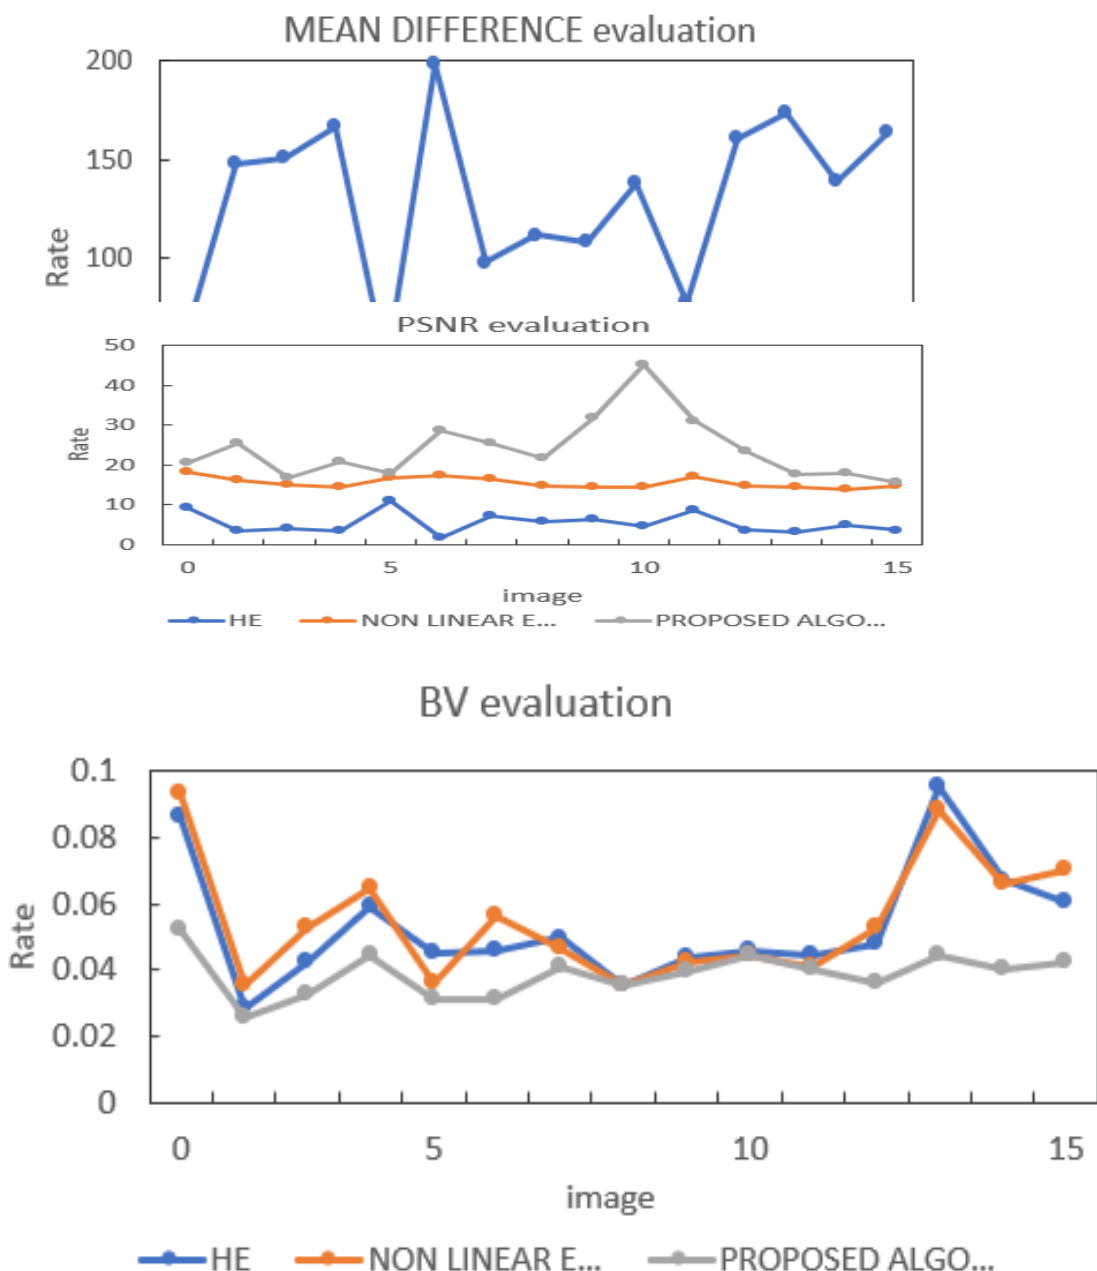 MEAN DIFFERENCE evaluation
200
150
100
Rate
PSNR evaluation
50
40
30
20
10
0
Rate
0 5 10 15
image
HE NON LINEAR E... PROPOSED ALGO...
BV evaluation
0.1
0.08
0.06
0.04
0.02
0
Rate
0 5 10 15
image
HE NON LINEAR E... PROPOSED ALGO...